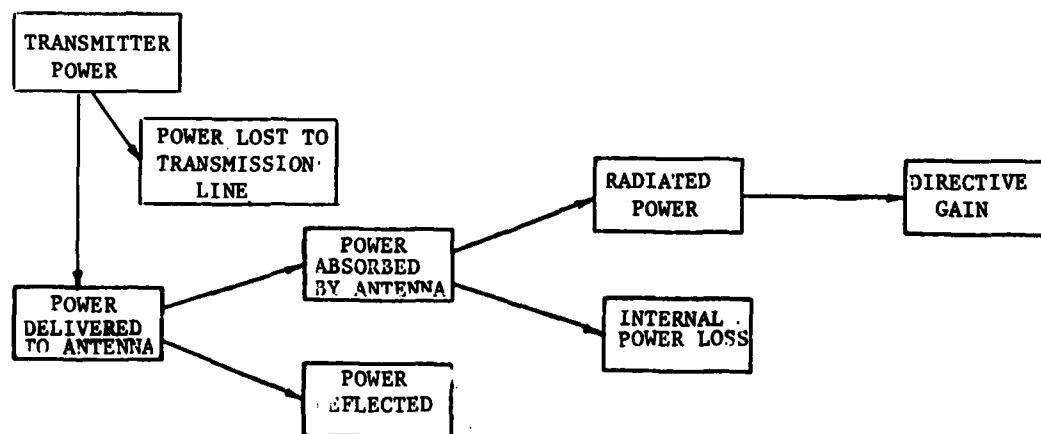 TRANSMITTER
POWER
POWER LOST TO
TRANSMISSION
LINE
RADIATED
POWER
DIRECTIVE
GAIN
POWER
ABSORBED
BY ANTENNA
POWER
DELIVERED
TO ANTENNA
INTERNAL
POWER LOSS
POWER
EFLECTED